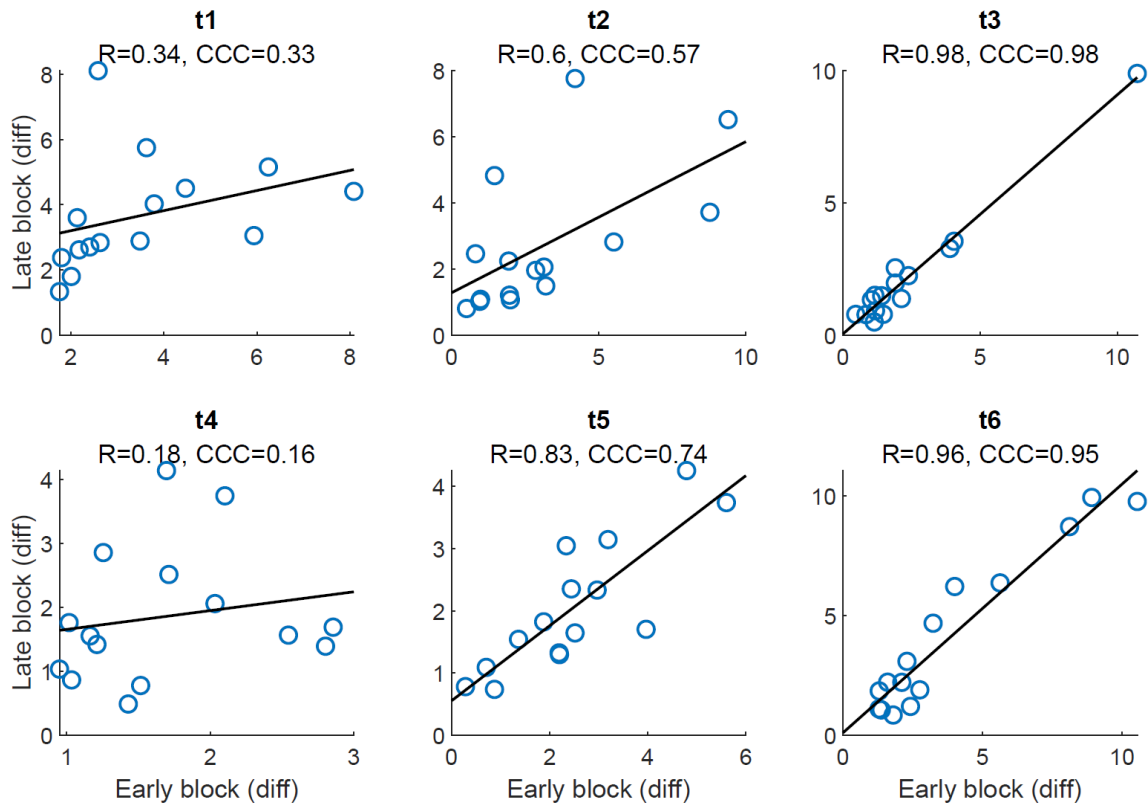 t1
R=0.34, CCC=0.33
8
6
4
2
0
2
4
6
8
Late block (diff)
t2
R=0.6, CCC=0.57
8
6
4
2
0
0
5
10
t3
R=0.98, CCC=0.98
10
5
0
0
5
10
t4
R=0.18, CCC=0.16
4
3
2
1
0
1
2
3
Late block (diff)
Early block (diff)
t5
R=0.83, CCC=0.74
4
3
2
1
0
0
2
4
6
Early block (diff)
t6
R=0.96, CCC=0.95
10
5
0
0
5
10
Early block (diff)